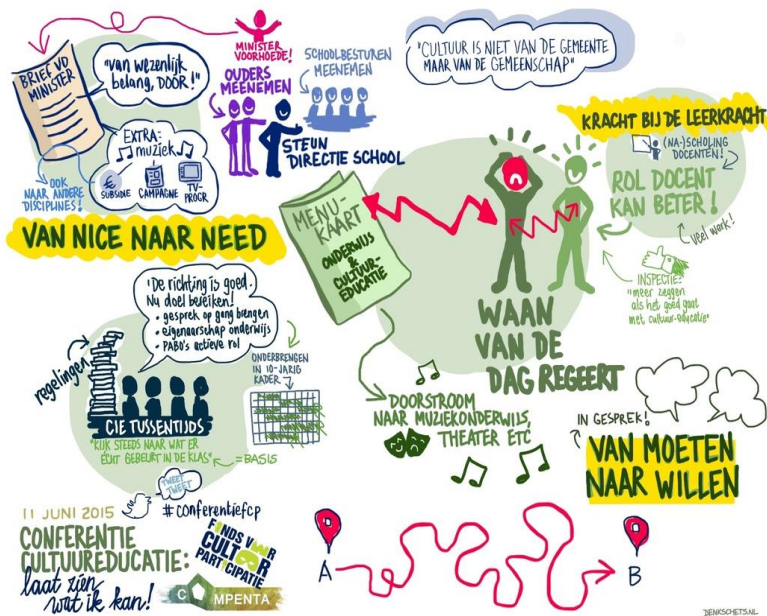 BRIEF VD
MINISTER
"van wezenlijk
belang, DOOR!"
EXTRA:
muziek
€
SUBSIDIE
CAMPAGNE
TV-
PROGR
OOK
NAAR ANDERE
DISCIPLINES!
VAN NICE NAAR NEED
MINISTER
VOORHOEDE!
OUDERS
MEENEMEN
SCHOOLBESTUREN
MEENEMEN
STEUN
DIRECTIE SCHOOL
"CULTUUR IS NIET VAN DE GEMEENTE
MAAR VAN DE GEMEENSCHAP"
KRACHT BIJ DE LEERKRACHT
(NA-)SCHOLING
DOCENTEN!
ROL DOCENT
KAN BETER!
veel werk!
INSPECTIE:
"meer zeggen
als het goed gaat
met cultuur-educatie"
MENU-
KAART
ONDERWIJS
&
CULTUUR-
EDUCATIE
WAAN
VAN DE
DAG REGEERT
'De richting is goed.
Nu doel bereiken!
• gesprek op gang brengen
• eigenaarschap onderwijs
• PABO's actieve rol
regelingen
CIE TUSSENTIJDS
"KIJK STEEDS NAAR WAT ER
ÉCHT GEBEURT IN DE KLAS"
=BASIS
ONDERBRENGEN
IN 10-JARIG
KADER
DOORSTROOM
NAAR MUZIEKONDERWIJS,
THEATER ETC
IN GESPREK!
VAN MOETEN
NAAR WILLEN
TWEET
TWEET
#conferentiefcp
11 JUNI 2015
CONFERENTIE
CULTUUREDUCATIE:
laat zien
wat ik kan!
FONDS VOOR
CULTUUR
PARTICIPATIE
COMPENTA
A
B
DENKSCHETS.NL